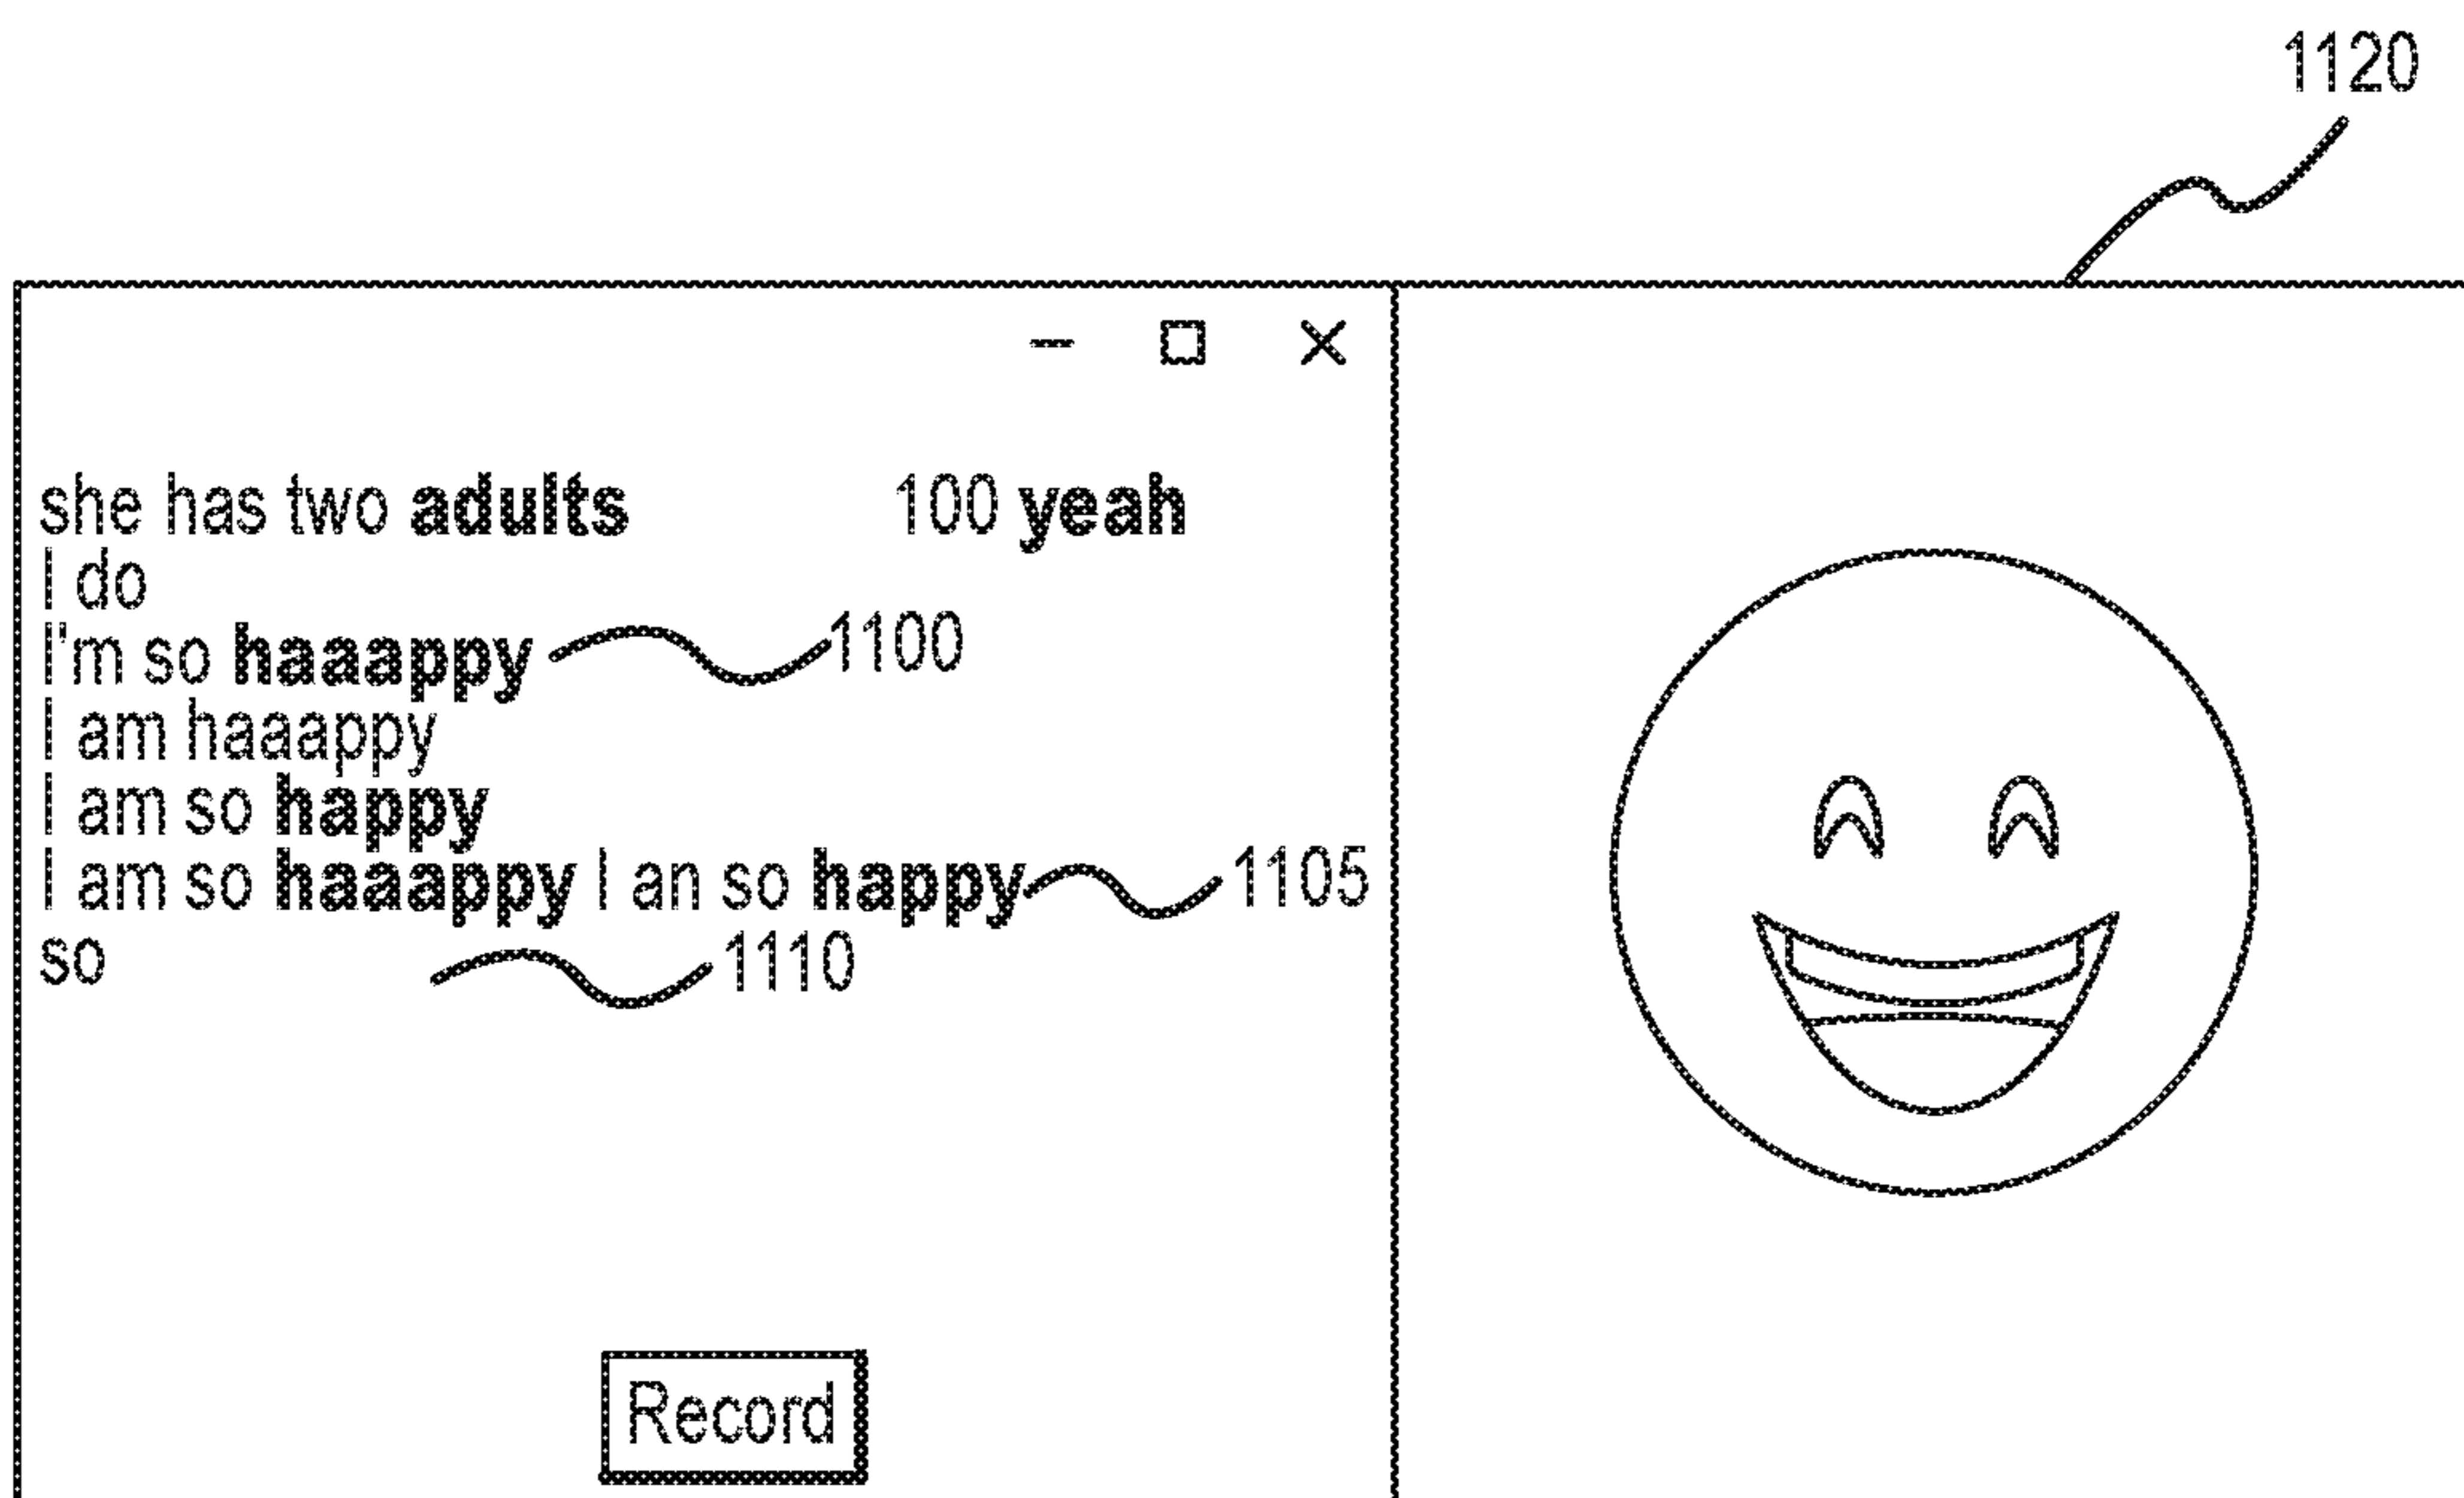 1120
she has two adults 100 yeah
I do
I'm so haaappy 1100
I am haaappy
I am so happy
I am so haaappy I an so happy 1105
so 1110
Record